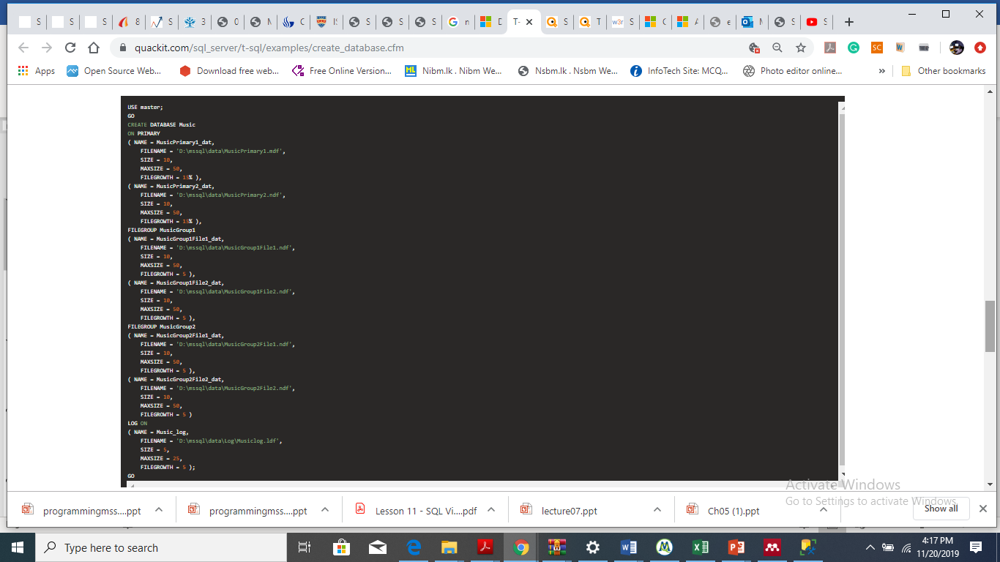 S
S
S
8
S
3
0
N
C
IS
S
S
S
n
D
T-
S
T
w3r S
C
A
e
N
S
S
quackit.com/sql_server/t-sql/examples/create_database.cfm
Apps
Open Source Web...
Download free web...
Free Online Version...
Nibm.lk . Nibm We...
Nsbm.lk . Nsbm We...
InfoTech Site: MCQ...
Photo editor online...
»
Other bookmarks
USE master;
GO
CREATE DATABASE Music
ON PRIMARY
( NAME = MusicPrimary1_dat,
FILENAME = 'D:\mssql\data\MusicPrimary1.mdf',
SIZE = 10,
MAXSIZE = 50,
FILEGROWTH = 15% ),
( NAME = MusicPrimary2_dat,
FILENAME = 'D:\mssql\data\MusicPrimary2.ndf',
SIZE = 10,
MAXSIZE = 50,
FILEGROWTH = 15% ),
FILEGROUP MusicGroup1
( NAME = MusicGroup1File1_dat,
FILENAME = 'D:\mssql\data\MusicGroup1File1.ndf',
SIZE = 10,
MAXSIZE = 50,
FILEGROWTH = 5 ),
( NAME = MusicGroup1File2_dat,
FILENAME = 'D:\mssql\data\MusicGroup1File2.ndf',
SIZE = 10,
MAXSIZE = 50,
FILEGROWTH = 5 ),
FILEGROUP MusicGroup2
( NAME = MusicGroup2File1_dat,
FILENAME = 'D:\mssql\data\MusicGroup2File1.ndf',
SIZE = 10,
MAXSIZE = 50,
FILEGROWTH = 5 ),
( NAME = MusicGroup2File2_dat,
FILENAME = 'D:\mssql\data\MusicGroup2File2.ndf',
SIZE = 10,
MAXSIZE = 50,
FILEGROWTH = 5 )
LOG ON
( NAME = Music_log,
FILENAME = 'D:\mssql\data\Log\Musiclog.ldf',
SIZE = 5,
MAXSIZE = 25,
FILEGROWTH = 5 );
GO
Activate Windows
Go to Settings to activate Windows.
programmingmss....ppt
programmingmss....ppt
Lesson 11 - SQL Vi....pdf
lecture07.ppt
Ch05 (1).ppt
Show all
Type here to search
4:17 PM
11/20/2019